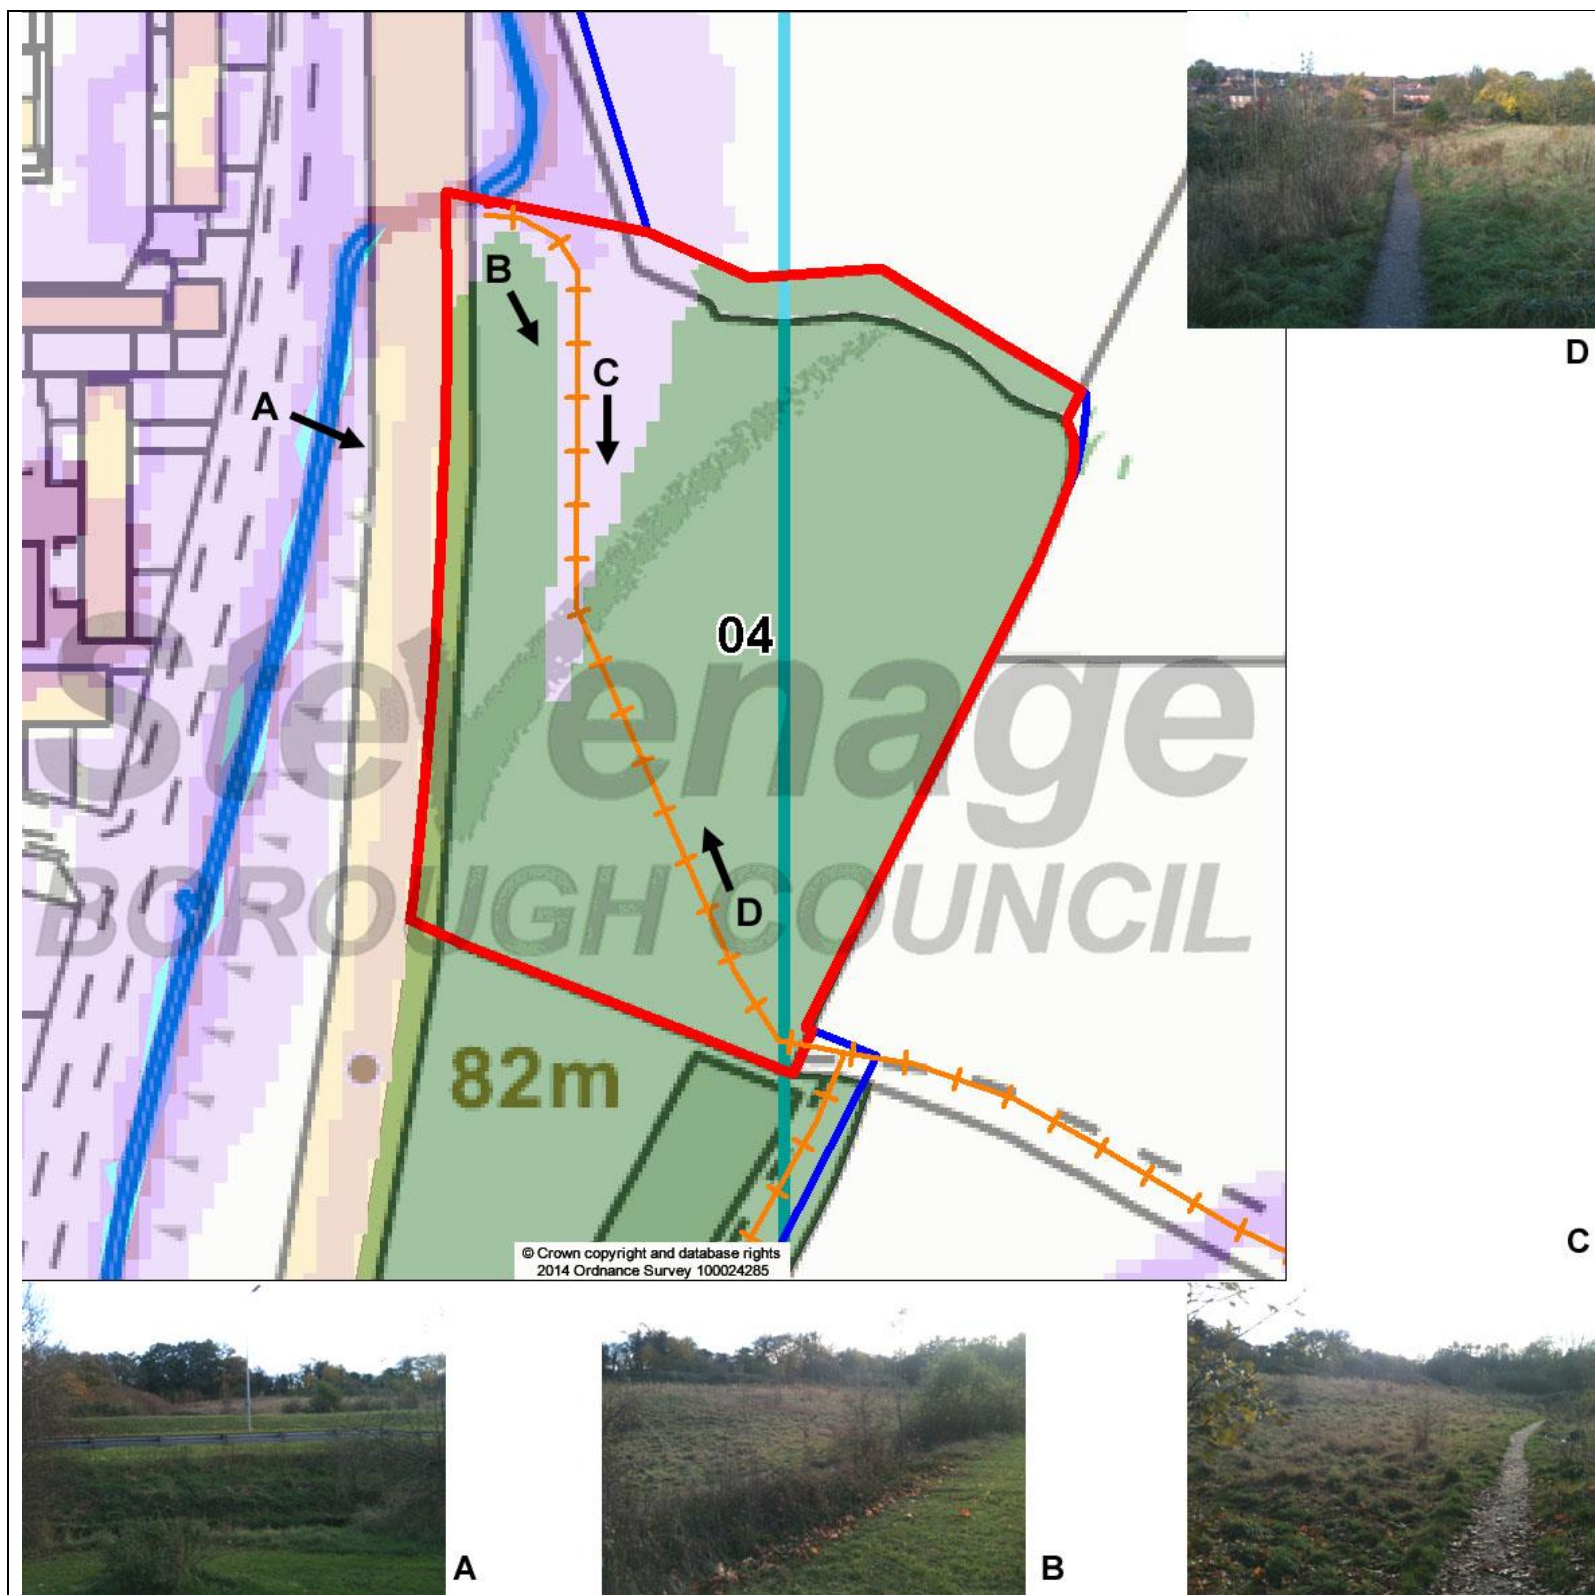 D
B
C
A
04
Stevenage
BOROUGH COUNCIL
D
82m
© Crown copyright and database rights
2014 Ordnance Survey 100024285
C
A
B